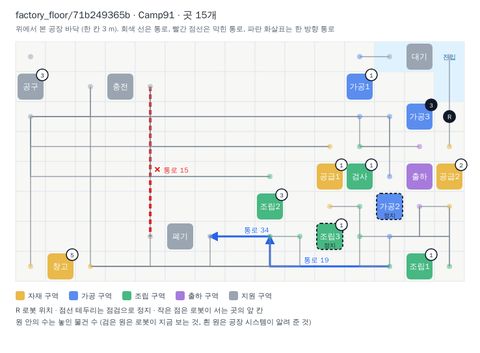 factory_floor/71b249365b · Camp91 · 곳 15개
위에서 본 공장 바닥 (한 칸 3 m). 회색 선은 통로, 빨간 점선은 막힌 통로, 파란 화살표는 한 방향 통로
대기
진입
공구
3
충전
가공1
1
가공3
3
R
✕ 통로 15
공급1
1
검사
1
출하
공급2
2
조립2
3
가공2
정지
조립3
1
정지
폐기
통로 34
통로 19
창고
5
조립1
1
자재 구역
가공 구역
조립 구역
출하 구역
지원 구역
R 로봇 위치 · 점선 테두리는 점검으로 정지 · 작은 점은 로봇이 서는 곳의 앞 칸
원 안의 수는 놓인 물건 수 (검은 원은 로봇이 지금 보는 것, 흰 원은 공장 시스템이 알려 준 것)